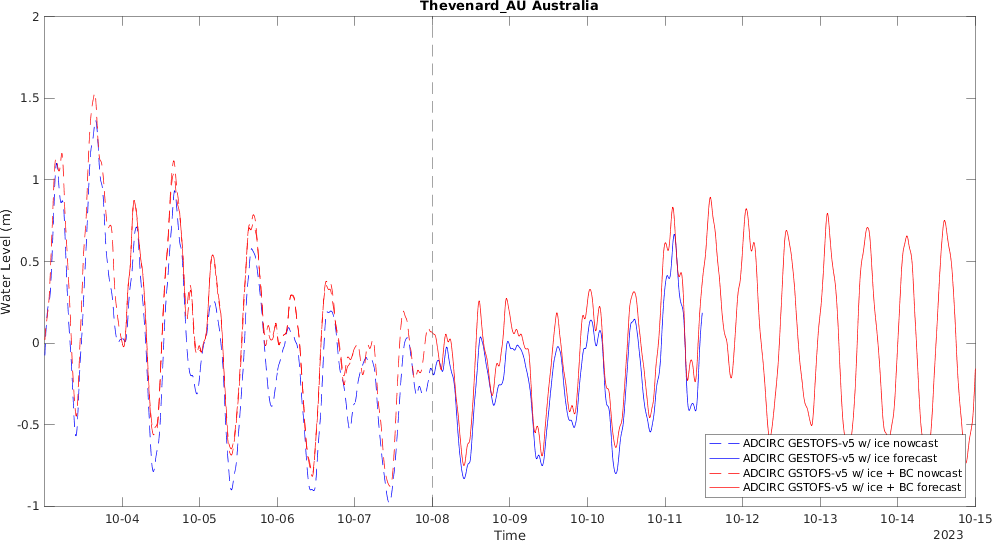 Thevenard_AU Australia
Water Level (m)
2
1.5
1
0.5
0
-0.5
-1
10-04 10-05 10-06 10-07 10-08 10-09 10-10 10-11 10-12 10-13 10-14 10-15
Time
2023
ADCIRC GESTOFS-v5 w/ ice nowcast
ADCIRC GESTOFS-v5 w/ ice forecast
ADCIRC GSTOFS-v5 w/ ice + BC nowcast
ADCIRC GSTOFS-v5 w/ ice + BC forecast